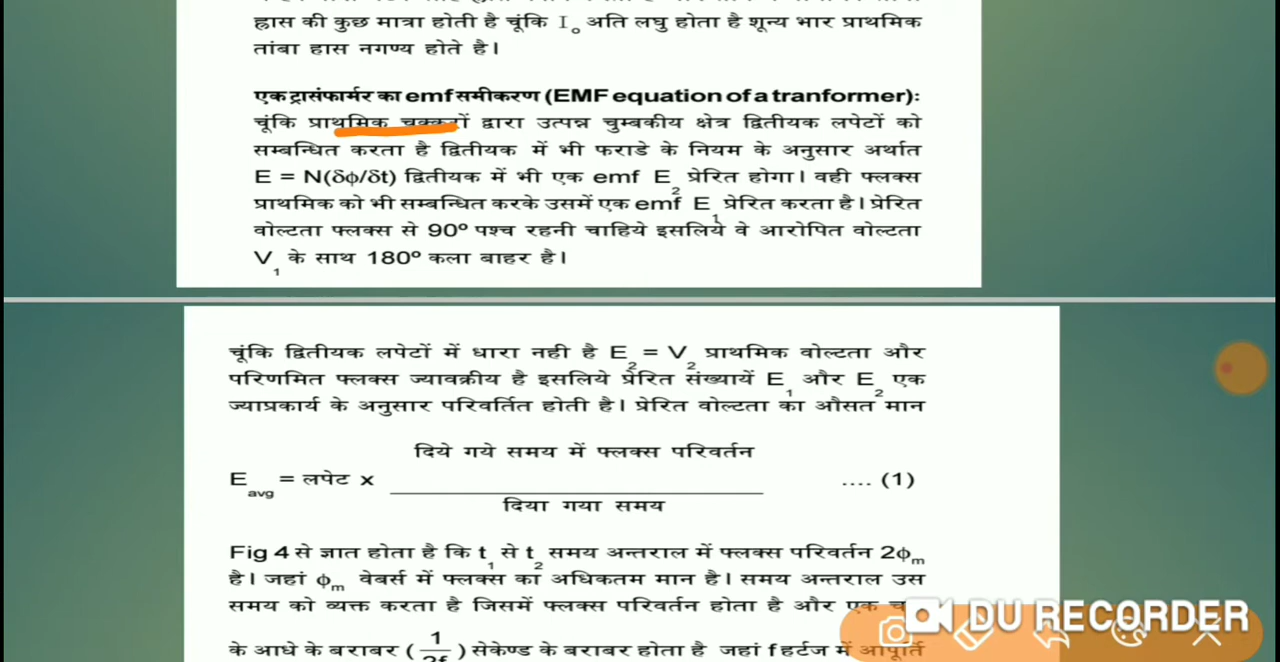 ह्रास की कुछ मात्रा होती है चूंकि I₀ अति लघु होता है शून्य भार प्राथमिक
तांबा हास नगण्य होते है।
एक ट्रासंफार्मर का emf समीकरण (EMF equation of a tranformer):
चूंकि प्राथमिक चक्करों द्वारा उत्पन्न चुम्बकीय क्षेत्र द्वितीयक लपेटों को
सम्बन्धित करता है द्वितीयक में भी फराडे के नियम के अनुसार अर्थात
E = N(δφ/δt) द्वितीयक में भी एक emf E₂ प्रेरित होगा। वही फ्लक्स
प्राथमिक को भी सम्बन्धित करके उसमें एक emf E₁ प्रेरित करता है। प्रेरित
वोल्टता फ्लक्स से 90º पश्च रहनी चाहिये इसलिये वे आरोपित वोल्टता
V₁ के साथ 180º कला बाहर है।
चूंकि द्वितीयक लपेटों में धारा नही है E₂ = V₂ प्राथमिक वोल्टता और
परिणमित फ्लक्स ज्यावक्रीय है इसलिये प्रेरित संख्यायें E₁ और E₂ एक
ज्याप्रकार्य के अनुसार परिवर्तित होती है। प्रेरित वोल्टता का औसत मान
दिये गये समय में फ्लक्स परिवर्तन
E avg = लपेट x .... (1)
दिया गया समय
Fig 4 से ज्ञात होता है कि t₁ से t₂ समय अन्तराल में फ्लक्स परिवर्तन 2φm
है। जहां φm वेबर्स में फ्लक्स का अधिकतम मान है। समय अन्तराल उस
समय को व्यक्त करता है जिसमें फ्लक्स परिवर्तन होता है और एक
DU RECORDER
के आधे के बराबर (1/2f) सेकेण्ड के बराबर होता है जहां f हर्टज में आपूर्ति